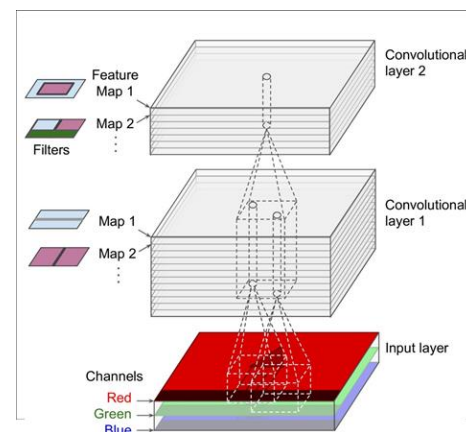 Convolutional
layer 2
Feature
Map 1
Map 2
Filters
Convolutional
layer 1
Map 1
Map 2
Input layer
Channels
Red
Green
Blue